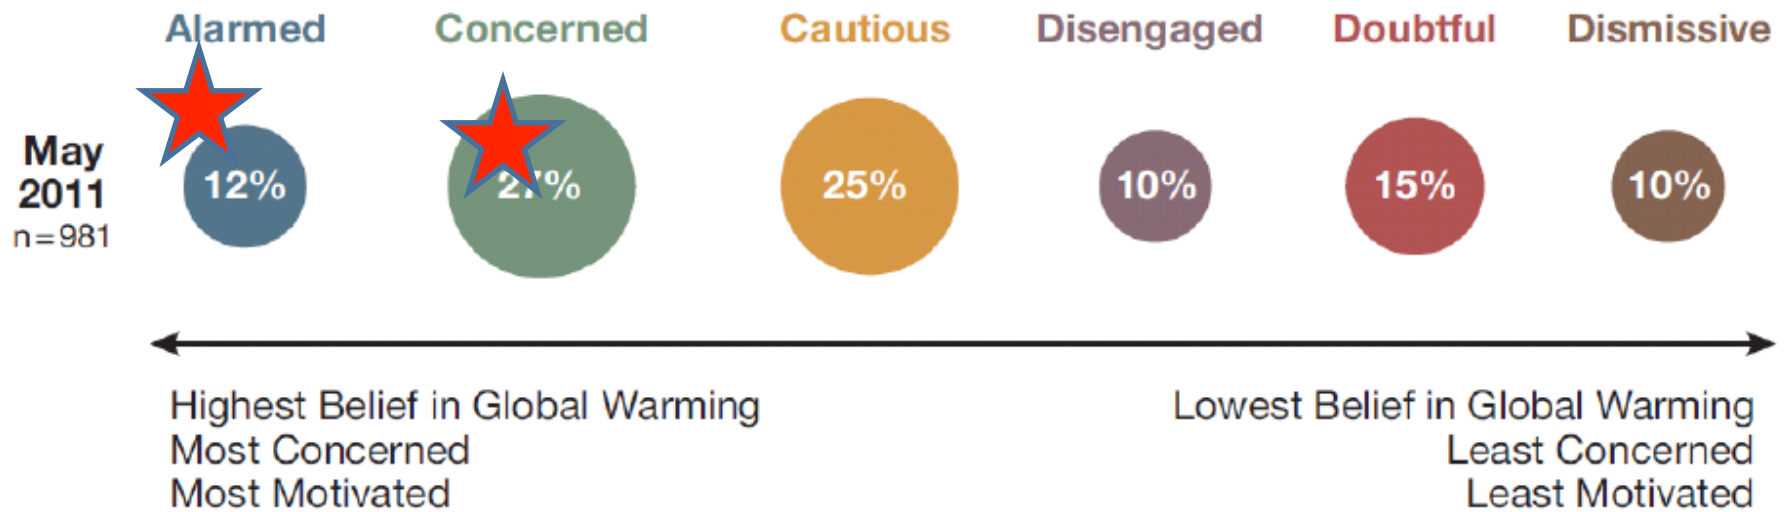 Alarmed Concerned Cautious Disengaged Doubtful Dismissive
May
2011
n=981
12% 27% 25% 10% 15% 10%
Highest Belief in Global Warming
Most Concerned
Most Motivated
Lowest Belief in Global Warming
Least Concerned
Least Motivated